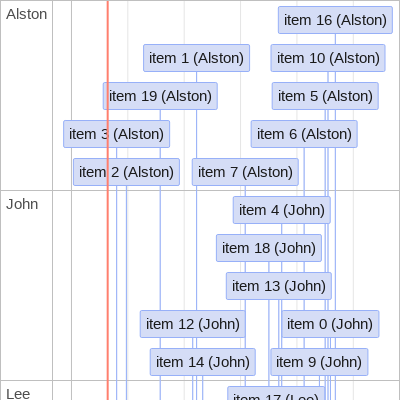 Alston
item 16 (Alston)
item 1 (Alston)
item 10 (Alston)
item 19 (Alston)
item 5 (Alston)
item 3 (Alston)
item 6 (Alston)
item 2 (Alston)
item 7 (Alston)
John
item 4 (John)
item 18 (John)
item 13 (John)
item 12 (John)
item 0 (John)
item 14 (John)
item 9 (John)
Lee
item 17 (Lee)